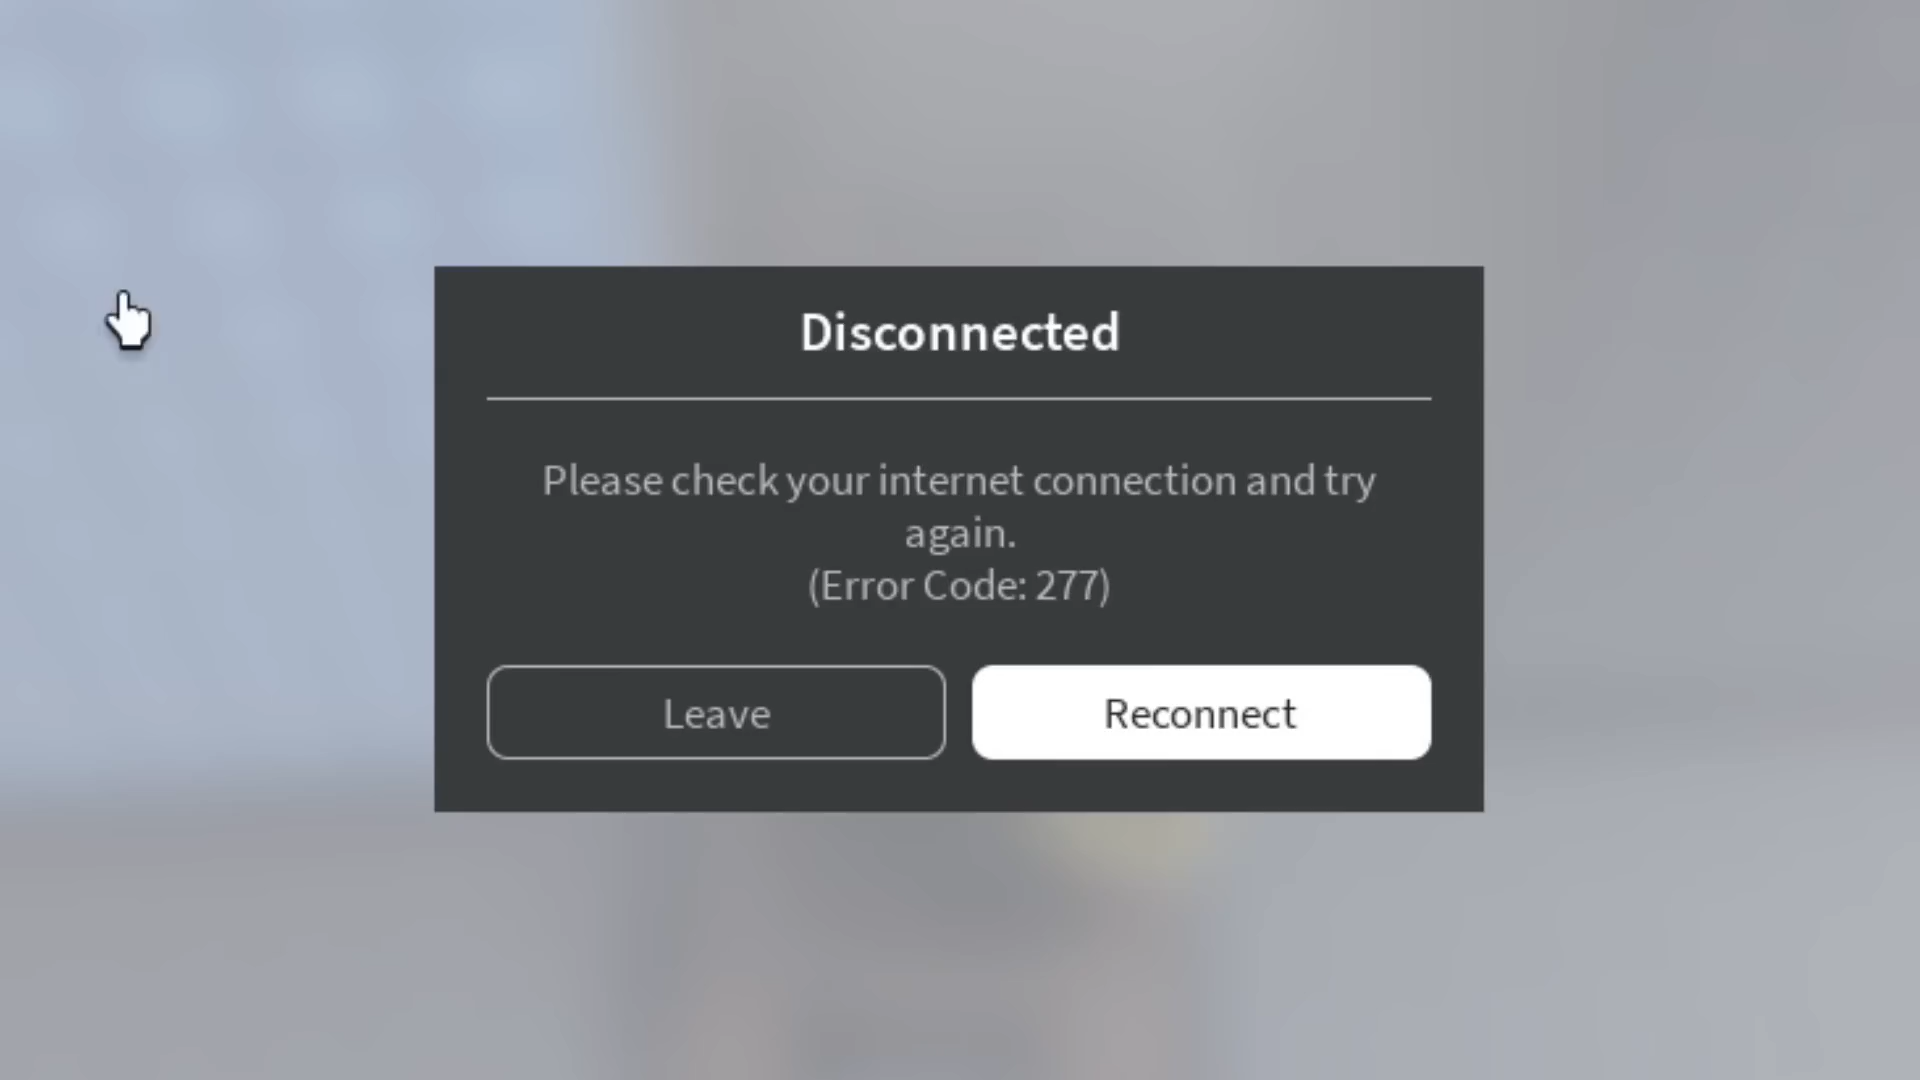 Disconnected
Please check your internet connection and try
again.
(Error Code: 277)
Leave
Reconnect